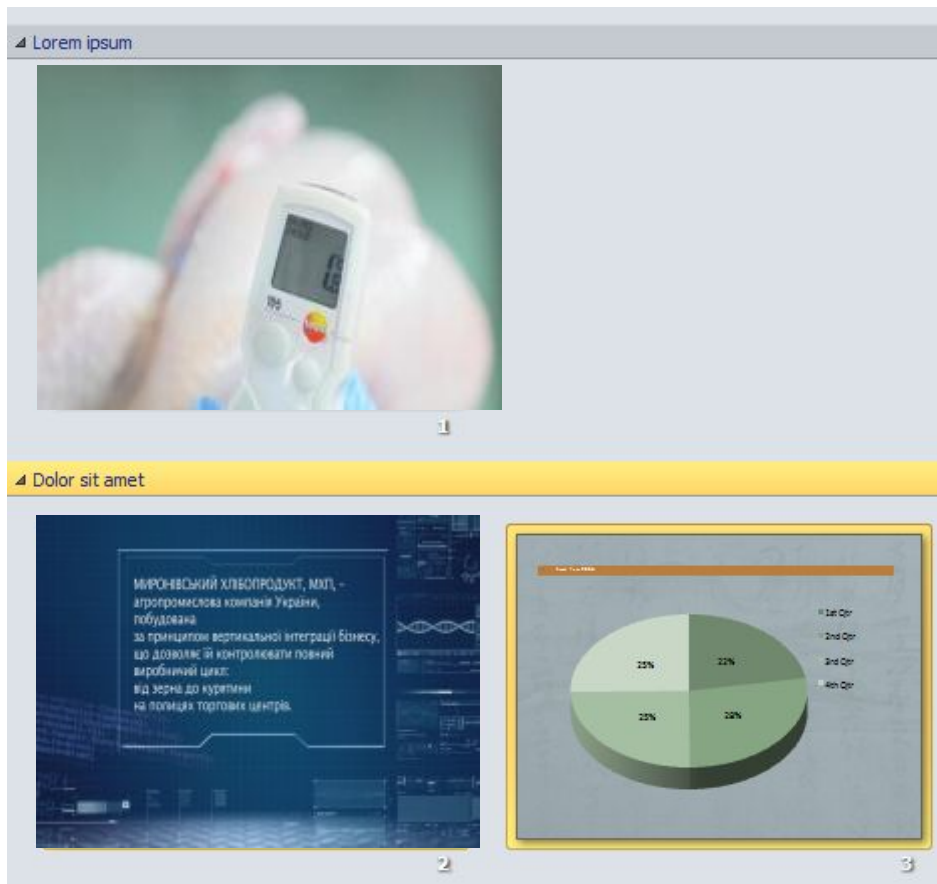 Lorem ipsum
1
Dolor sit amet
МИРОНІВСЬКИЙ ХЛІБОПРОДУКТ, МХП, –
агропромислова компанія України,
побудована
за принципом вертикальної інтеграції бізнесу,
що дозволяє їй контролювати повний
виробничий цикл:
від зерна до курятини
на полицях торгових центрів.
2
1st Qtr
2nd Qtr
3rd Qtr
4th Qtr
25%
22%
25%
28%
3